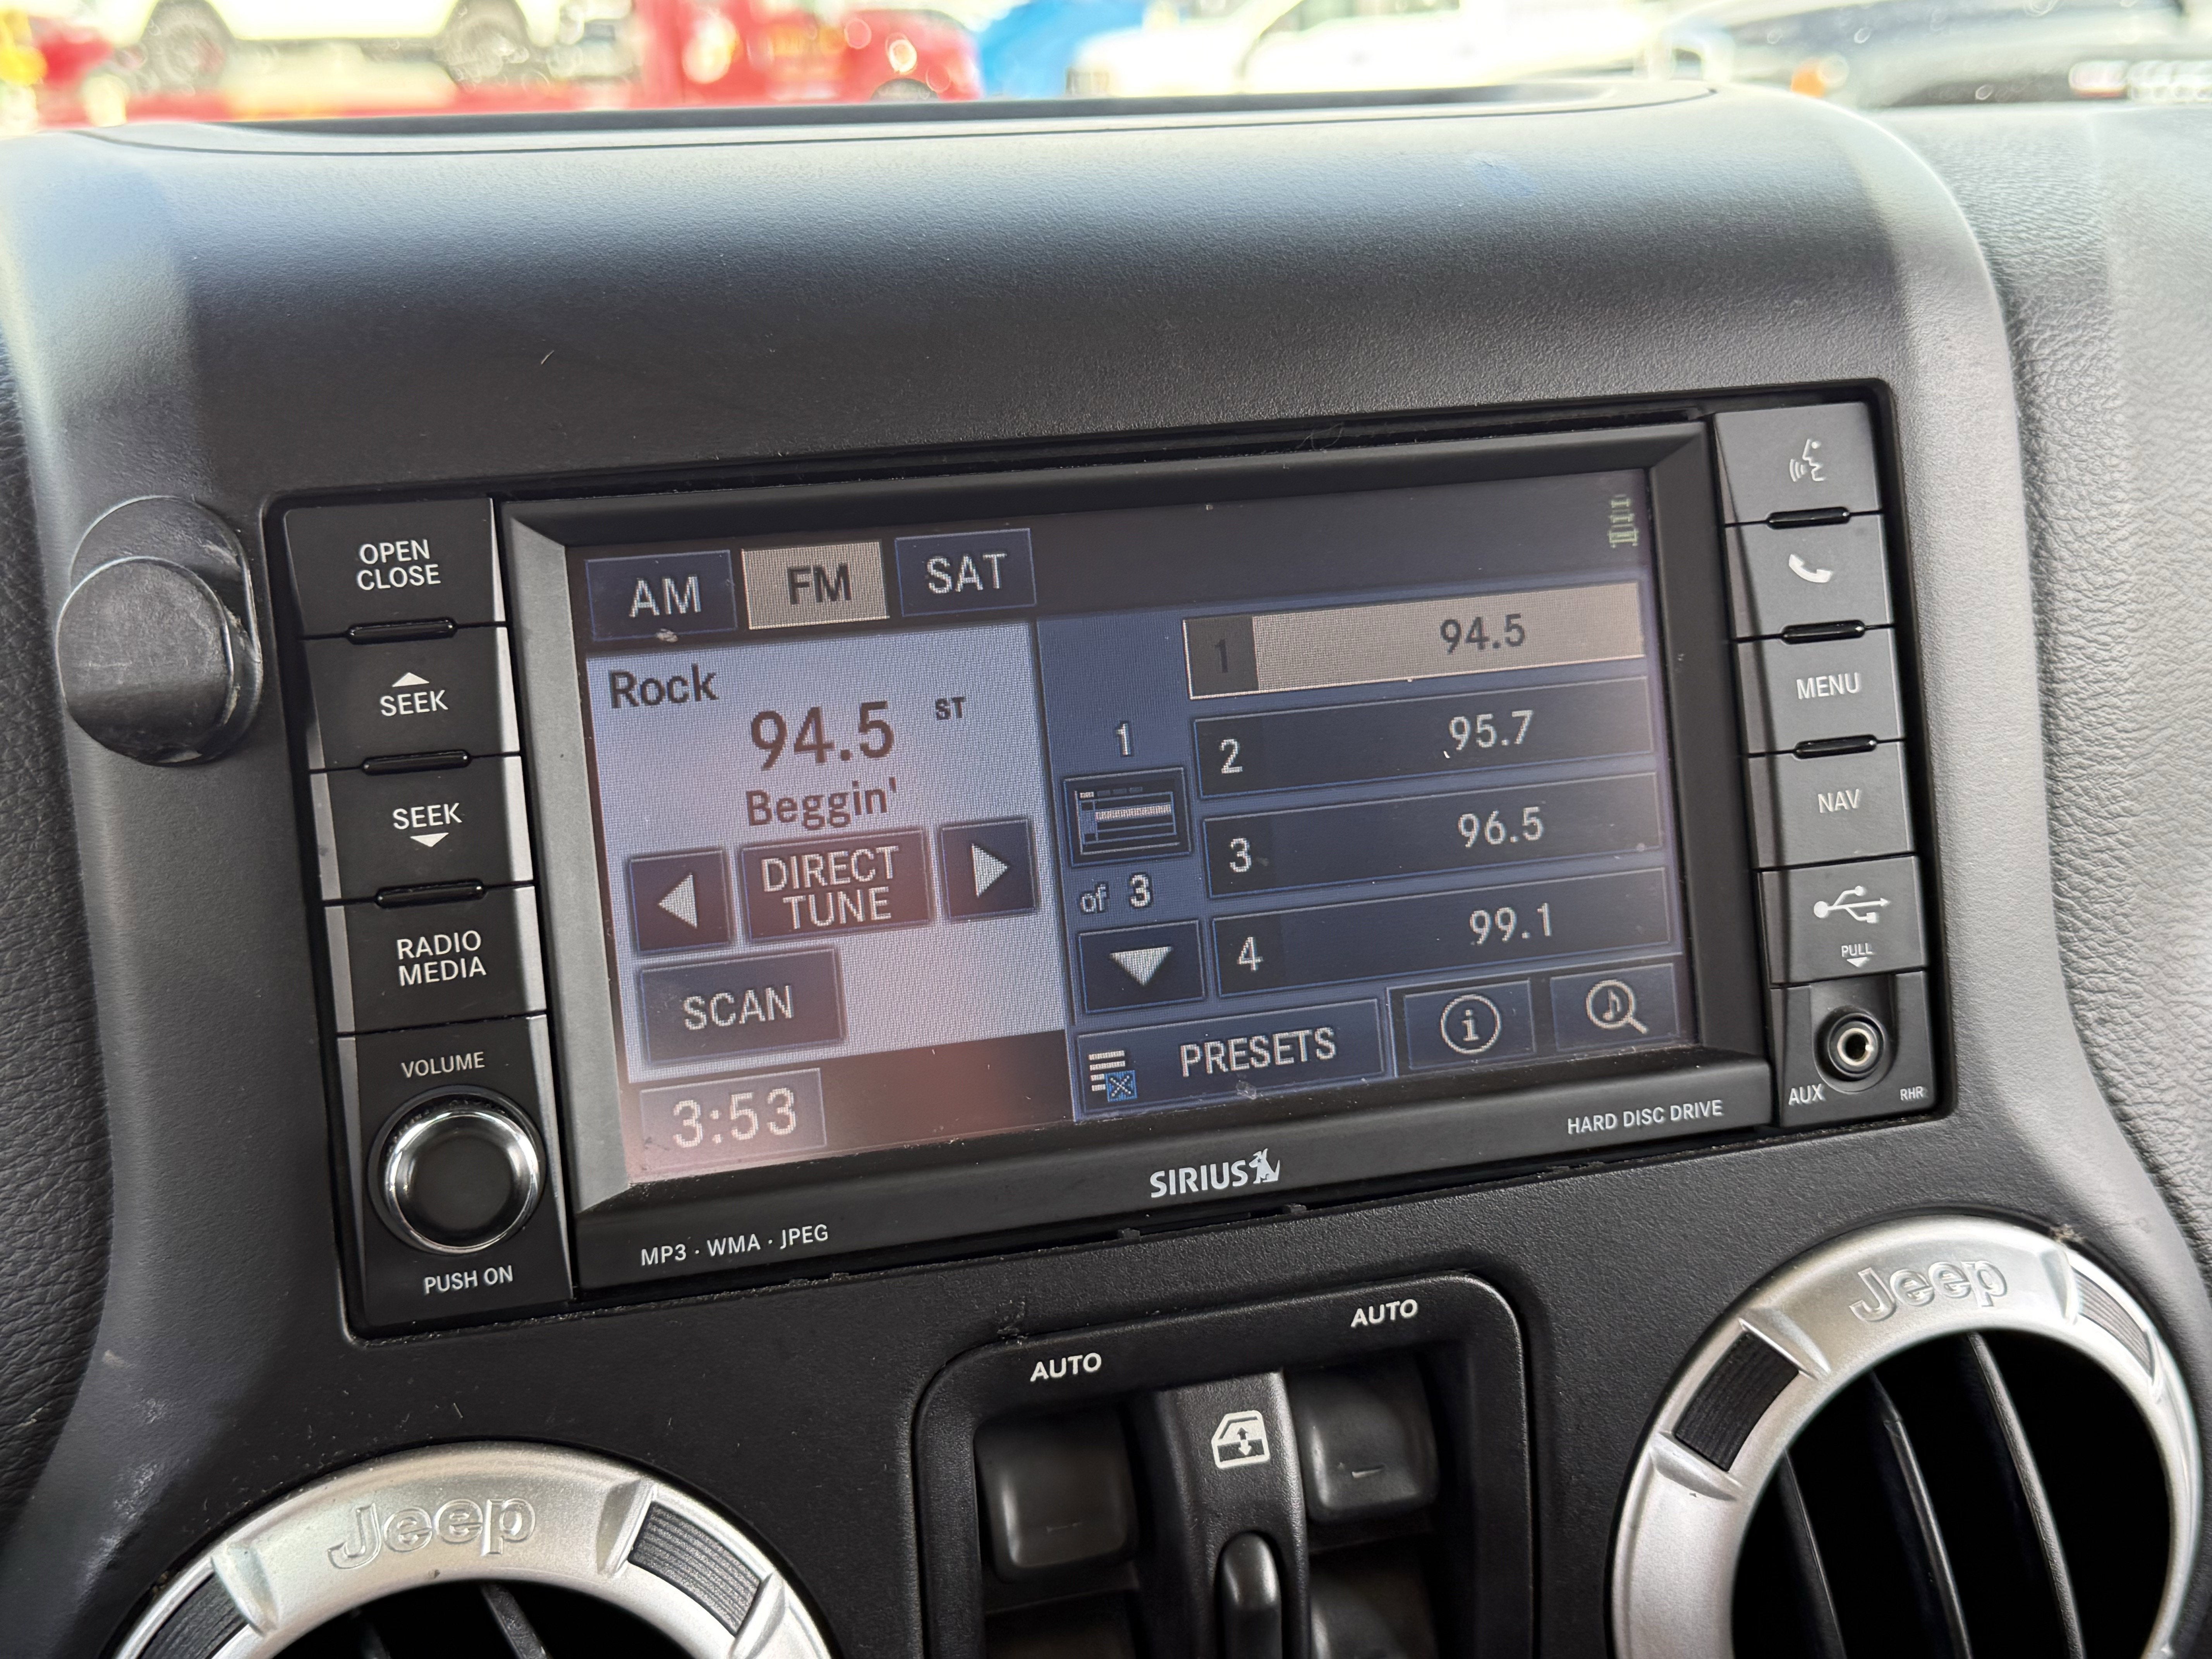 OPEN
CLOSE
SEEK
SEEK
RADIO
MEDIA
VOLUME
PUSH ON
AM FM SAT
Rock
94.5 ST
Beggin'
DIRECT
TUNE
SCAN
3:53
1
of 3
1 94.5
2 95.7
3 96.5
4 99.1
PRESETS
i
MENU
NAV
PULL
AUX
RHR
MP3 · WMA · JPEG
SIRIUS
HARD DISC DRIVE
AUTO
AUTO
Jeep
Jeep